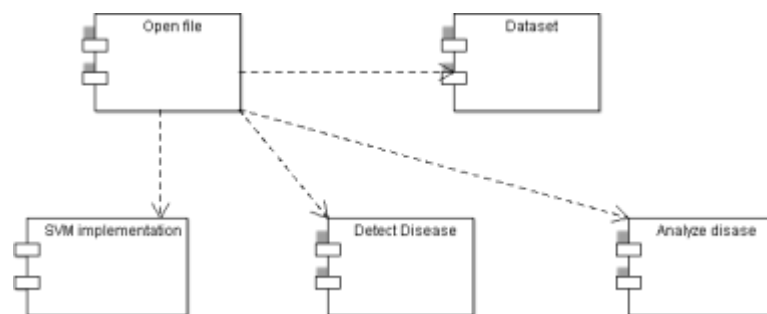 Open file
Dataset
SVM implementation
Detect Disease
Analyze disase